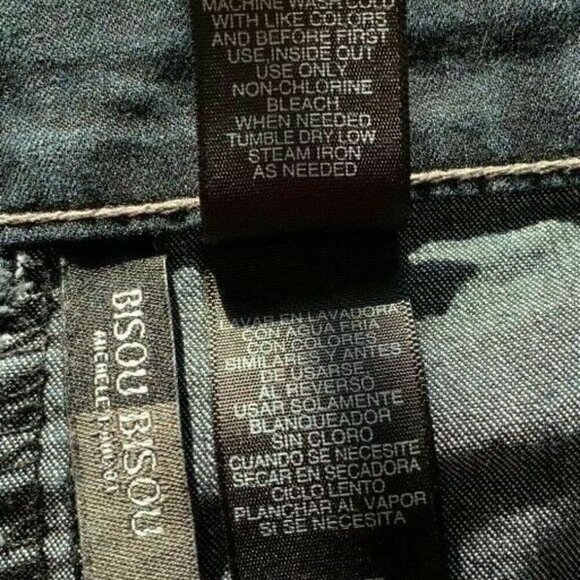 MACHINE WASH COLD
WITH LIKE COLORS
AND BEFORE FIRST
USE, INSIDE OUT
USE ONLY
NON-CHLORINE
BLEACH
WHEN NEEDED
TUMBLE DRY LOW
STEAM IRON
AS NEEDED
LAVAR EN LAVADORA
CON AGUA FRIA
CON COLORES
SIMILARES Y ANTES
DE USARSE,
AL REVERSO
USAR SOLAMENTE
BLANQUEADOR
SIN CLORO
CUANDO SE NECESITE
SECAR EN SECADORA
CICLO LENTO
PLANCHAR AL VAPOR
SI SE NECESITA
BISOU BISOU
MICHELE